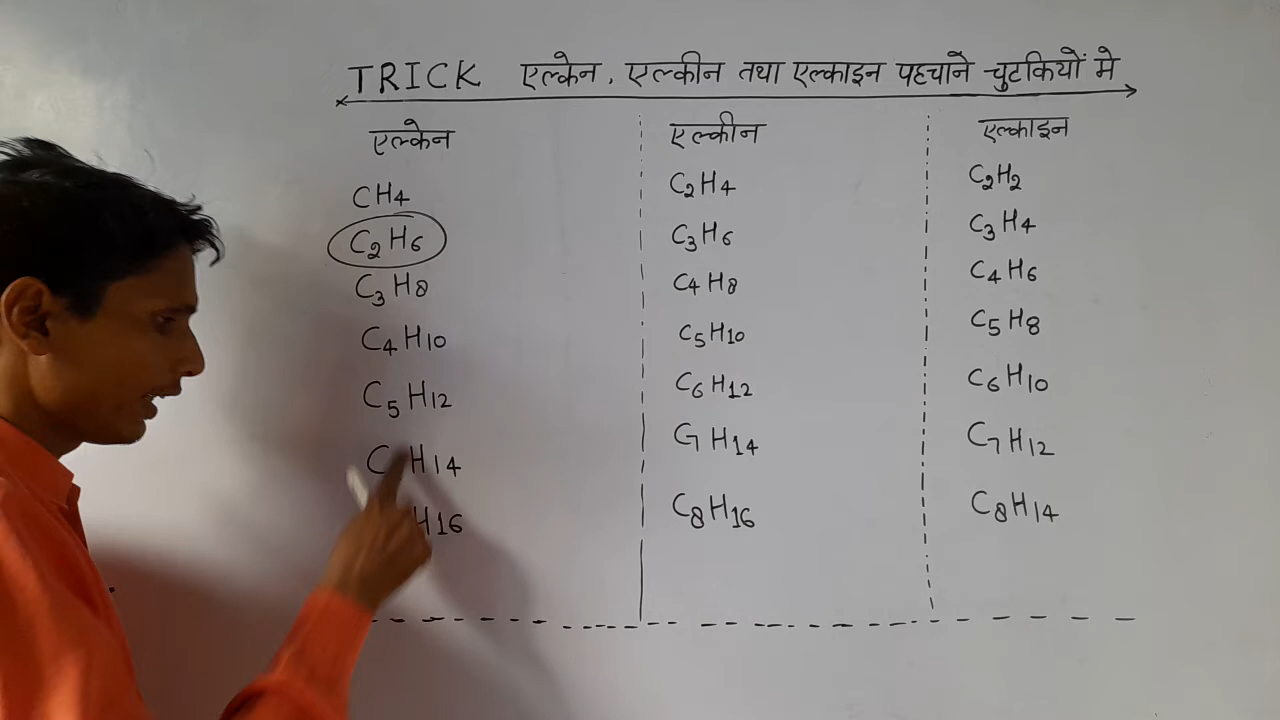 TRICK एल्केन, एल्कीन तथा एल्काइन पहचाने चुटकियों मे
एल्केन एल्कीन एल्काइन
CH4 C2H4 C2H2
C2H6 C3H6 C3H4
C3H8 C4H8 C4H6
C4H10 C5H10 C5H8
C5H12 C6H12 C6H10
C H14 C7H14 C7H12
H16 C8H16 C8H14